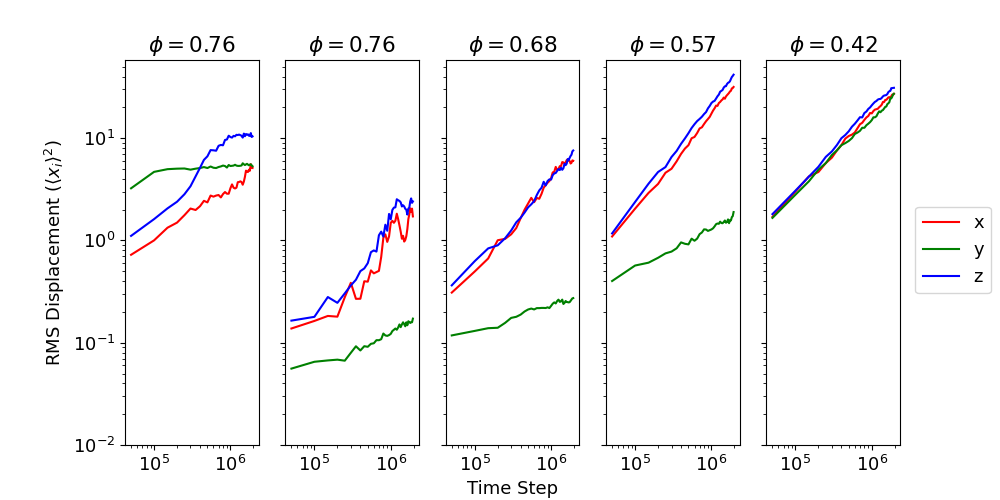 ϕ = 0.76
ϕ = 0.76
ϕ = 0.68
ϕ = 0.57
ϕ = 0.42
RMS Displacement (⟨x_i⟩²)
10¹
10⁰
10⁻¹
10⁻²
10⁵ 10⁶
10⁵ 10⁶
10⁵ 10⁶
10⁵ 10⁶
10⁵ 10⁶
Time Step
x
y
z